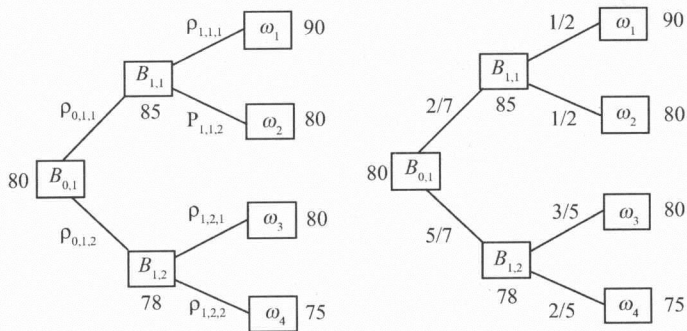 ρ₁,₁,₁ ω₁ 90
B₁,₁
85
ρ₀,₁,₁ P₁,₁,₂ ω₂ 80
80 B₀,₁
ρ₀,₁,₂ ρ₁,₂,₁ ω₃ 80
B₁,₂
78
ρ₁,₂,₂ ω₄ 75
1/2 ω₁ 90
B₁,₁
85
2/7 1/2 ω₂ 80
80 B₀,₁
5/7 3/5 ω₃ 80
B₁,₂
78
2/5 ω₄ 75